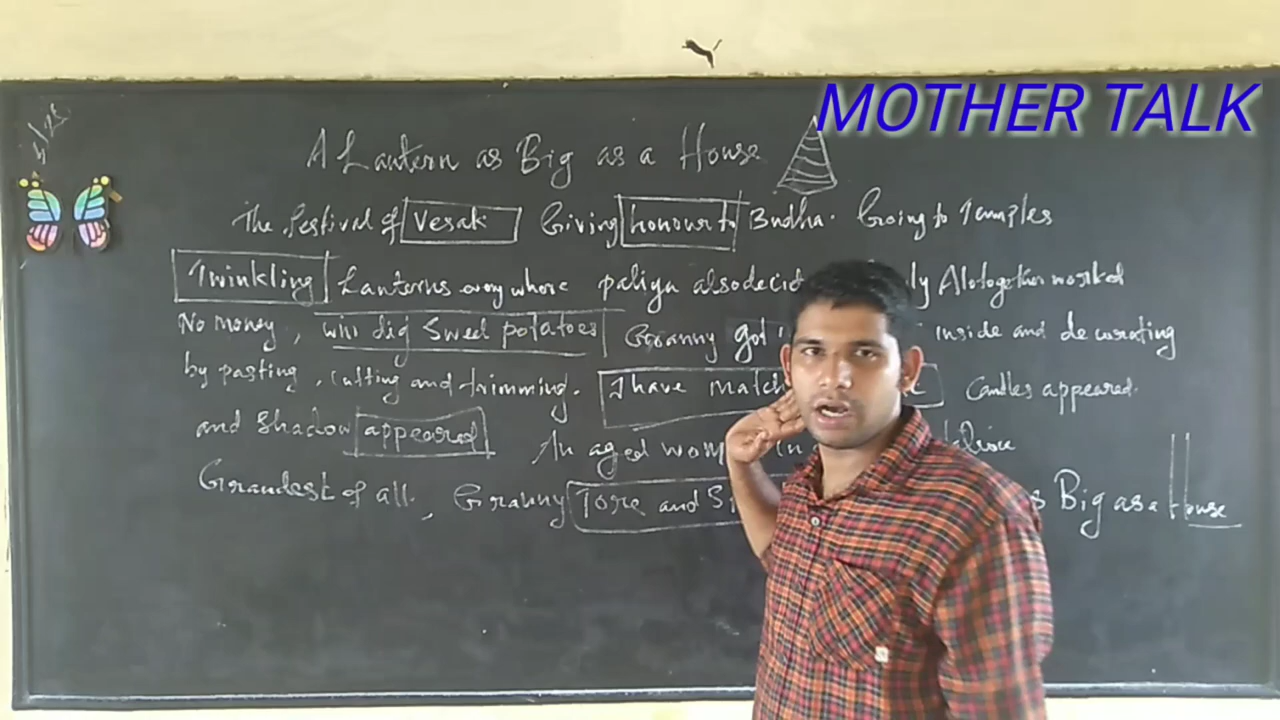 MOTHER TALK
A Lantern as Big as a House
The Festival of Vesak Giving honour to Budha. Going to Temples
Twinkling Lanterns everywhere paliga also decid ly Altogether worked
No money, will dig Sweet potatoes Granny got inside and decorating
by pasting, cutting and trimming. I have match Candles appeared.
and Shadow appeared An aged wom in
Grandest of all, Granny Tore and s Big as a House